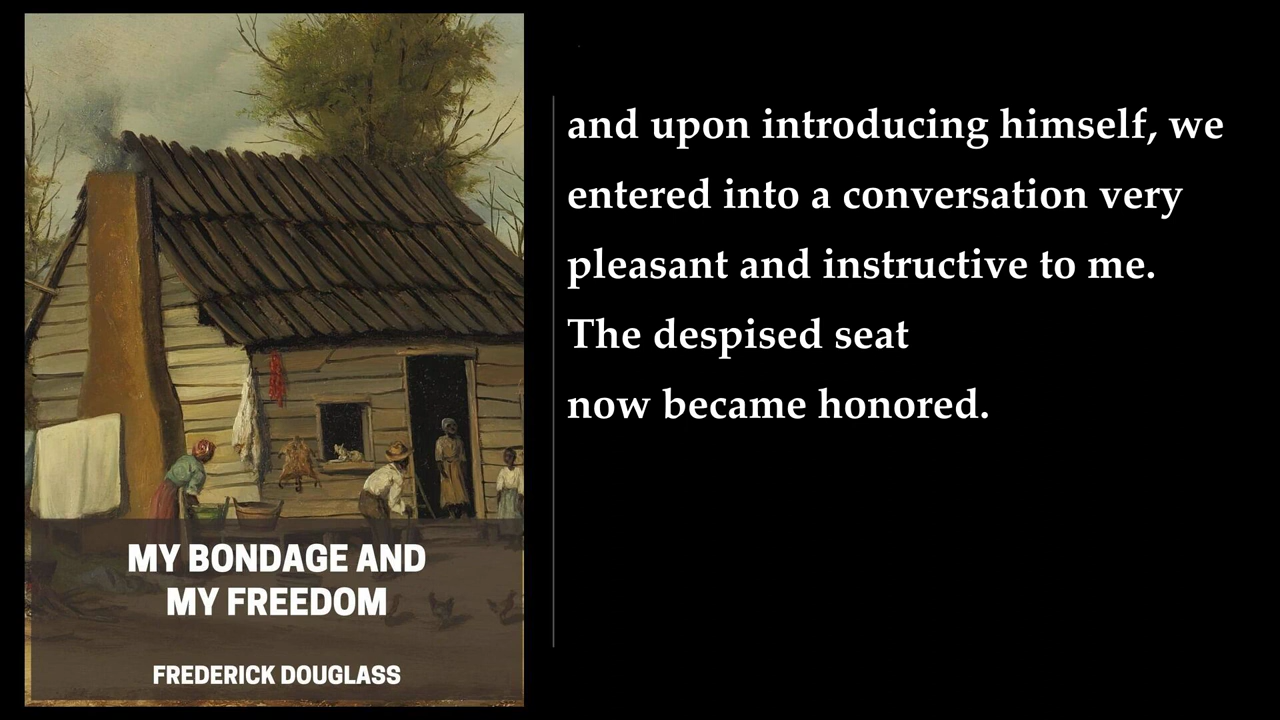 and upon introducing himself, we
entered into a conversation very
pleasant and instructive to me.
The despised seat
now became honored.
MY BONDAGE AND
MY FREEDOM
FREDERICK DOUGLASS